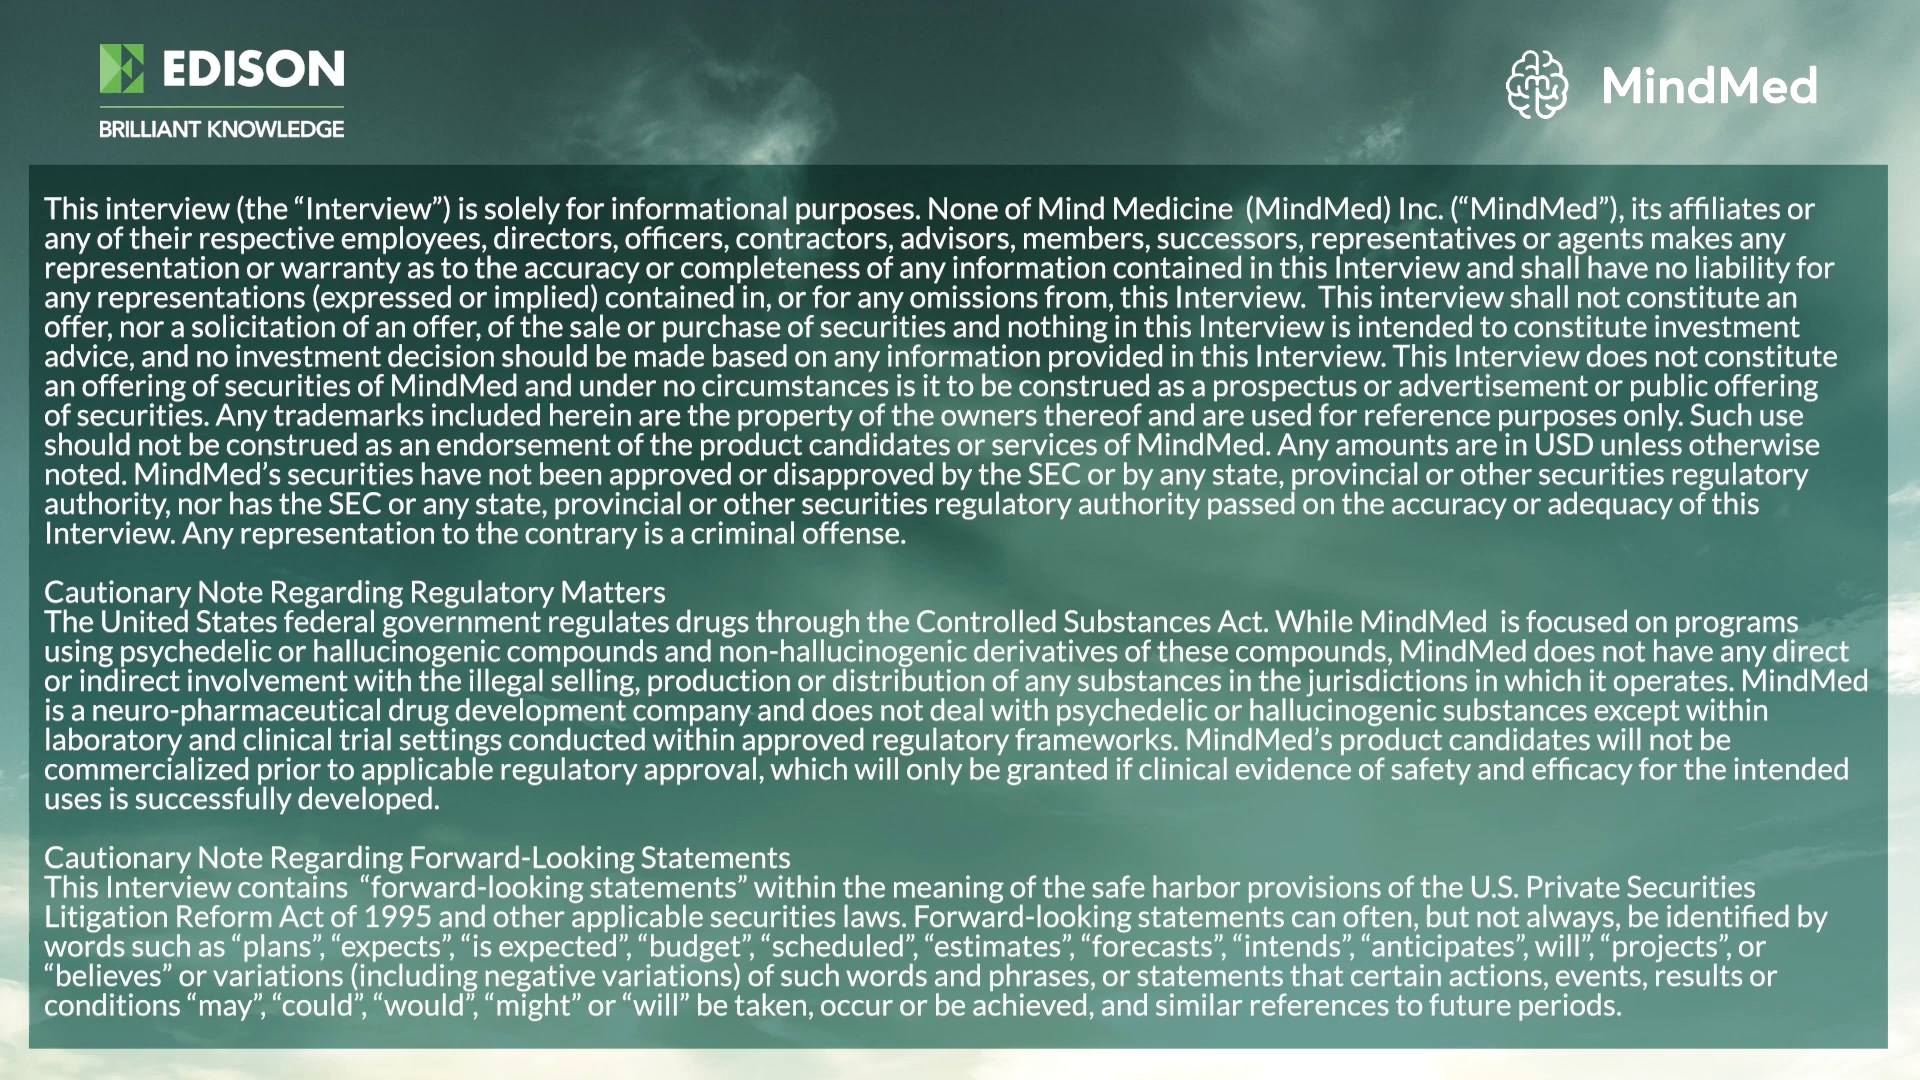 EDISON
BRILLIANT KNOWLEDGE
MindMed
This interview (the “Interview”) is solely for informational purposes. None of Mind Medicine  (MindMed) Inc. (“MindMed”), its affiliates or
any of their respective employees, directors, officers, contractors, advisors, members, successors, representatives or agents makes any
representation or warranty as to the accuracy or completeness of any information contained in this Interview and shall have no liability for
any representations (expressed or implied) contained in, or for any omissions from, this Interview.  This interview shall not constitute an
offer, nor a solicitation of an offer, of the sale or purchase of securities and nothing in this Interview is intended to constitute investment
advice, and no investment decision should be made based on any information provided in this Interview. This Interview does not constitute
an offering of securities of MindMed and under no circumstances is it to be construed as a prospectus or advertisement or public offering
of securities. Any trademarks included herein are the property of the owners thereof and are used for reference purposes only. Such use
should not be construed as an endorsement of the product candidates or services of MindMed. Any amounts are in USD unless otherwise
noted. MindMed’s securities have not been approved or disapproved by the SEC or by any state, provincial or other securities regulatory
authority, nor has the SEC or any state, provincial or other securities regulatory authority passed on the accuracy or adequacy of this
Interview. Any representation to the contrary is a criminal offense.
Cautionary Note Regarding Regulatory Matters
The United States federal government regulates drugs through the Controlled Substances Act. While MindMed  is focused on programs
using psychedelic or hallucinogenic compounds and non-hallucinogenic derivatives of these compounds, MindMed does not have any direct
or indirect involvement with the illegal selling, production or distribution of any substances in the jurisdictions in which it operates. MindMed
is a neuro-pharmaceutical drug development company and does not deal with psychedelic or hallucinogenic substances except within
laboratory and clinical trial settings conducted within approved regulatory frameworks. MindMed’s product candidates will not be
commercialized prior to applicable regulatory approval, which will only be granted if clinical evidence of safety and efficacy for the intended
uses is successfully developed.
Cautionary Note Regarding Forward-Looking Statements
This Interview contains  “forward-looking statements” within the meaning of the safe harbor provisions of the U.S. Private Securities
Litigation Reform Act of 1995 and other applicable securities laws. Forward-looking statements can often, but not always, be identified by
words such as “plans”, “expects”, “is expected”, “budget”, “scheduled”, “estimates”, “forecasts”, “intends”, “anticipates”, will”, “projects”, or
“believes” or variations (including negative variations) of such words and phrases, or statements that certain actions, events, results or
conditions “may”, “could”, “would”, “might” or “will” be taken, occur or be achieved, and similar references to future periods.